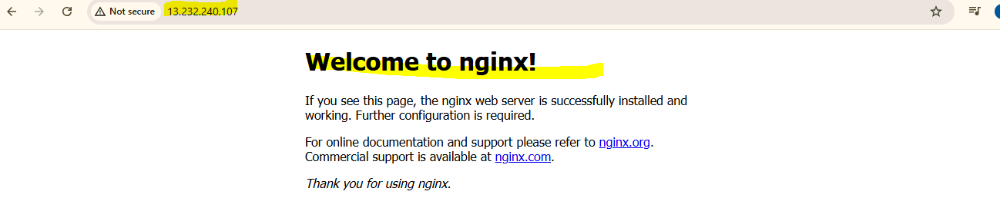 Not secure 13.232.240.107
Welcome to nginx!
If you see this page, the nginx web server is successfully installed and
working. Further configuration is required.
For online documentation and support please refer to nginx.org.
Commercial support is available at nginx.com.
Thank you for using nginx.